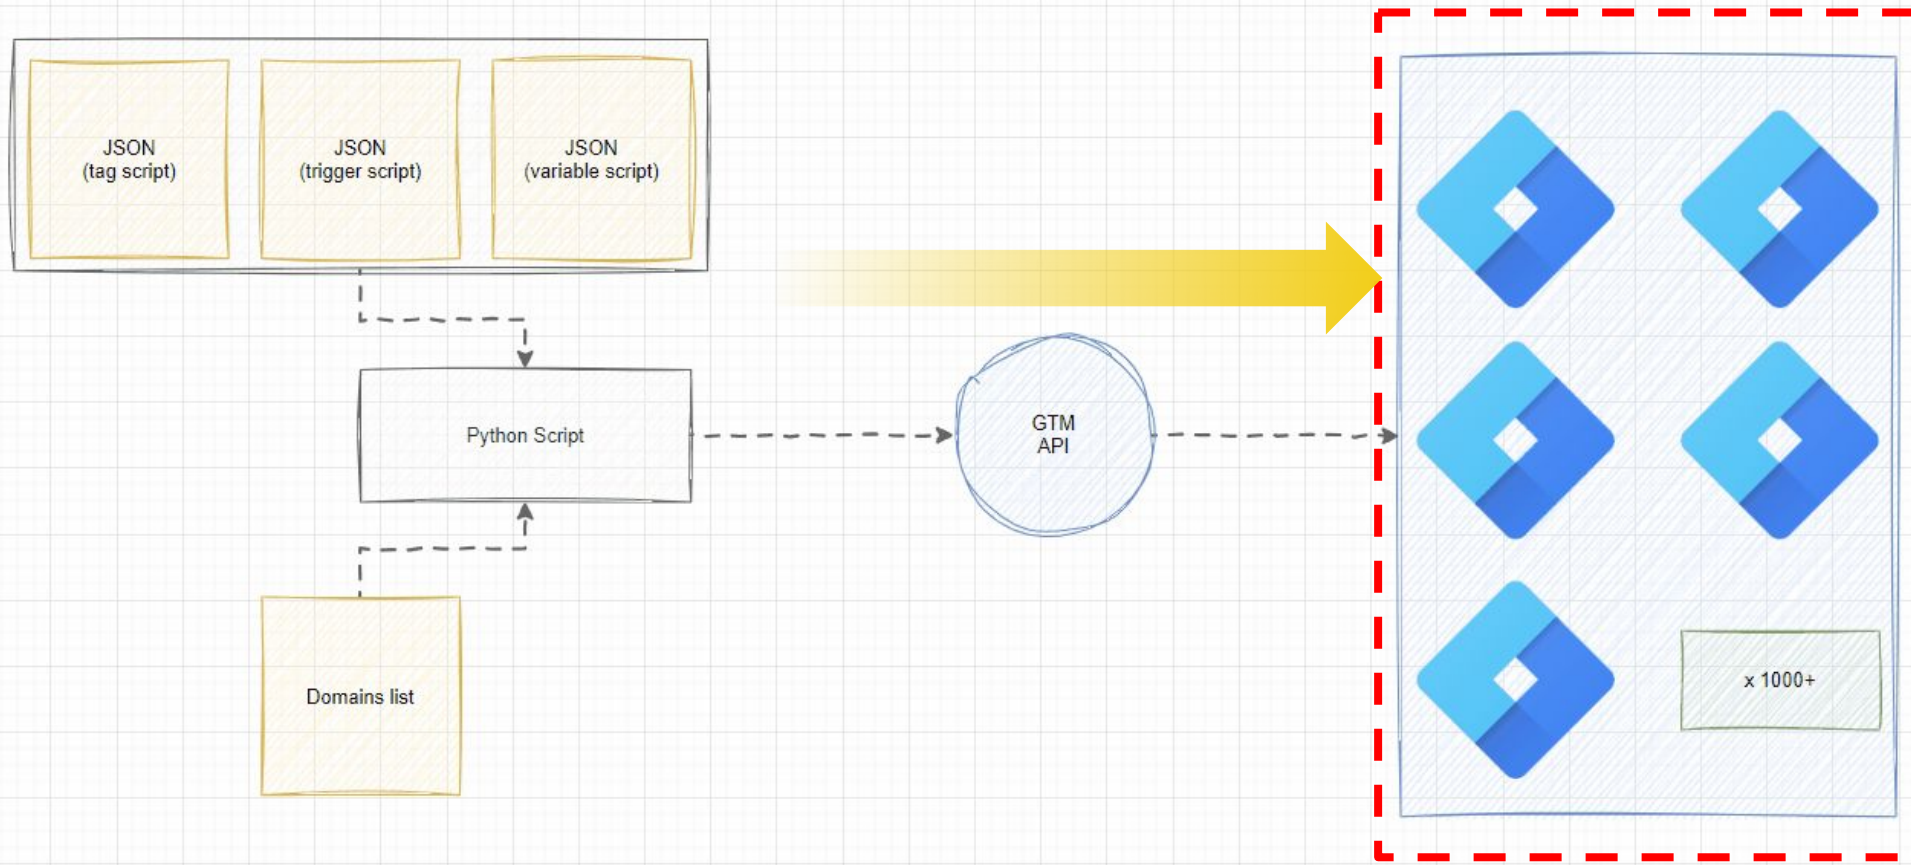 JSON
(tag script)
JSON
(trigger script)
JSON
(variable script)
Python Script
GTM
API
Domains list
x 1000+